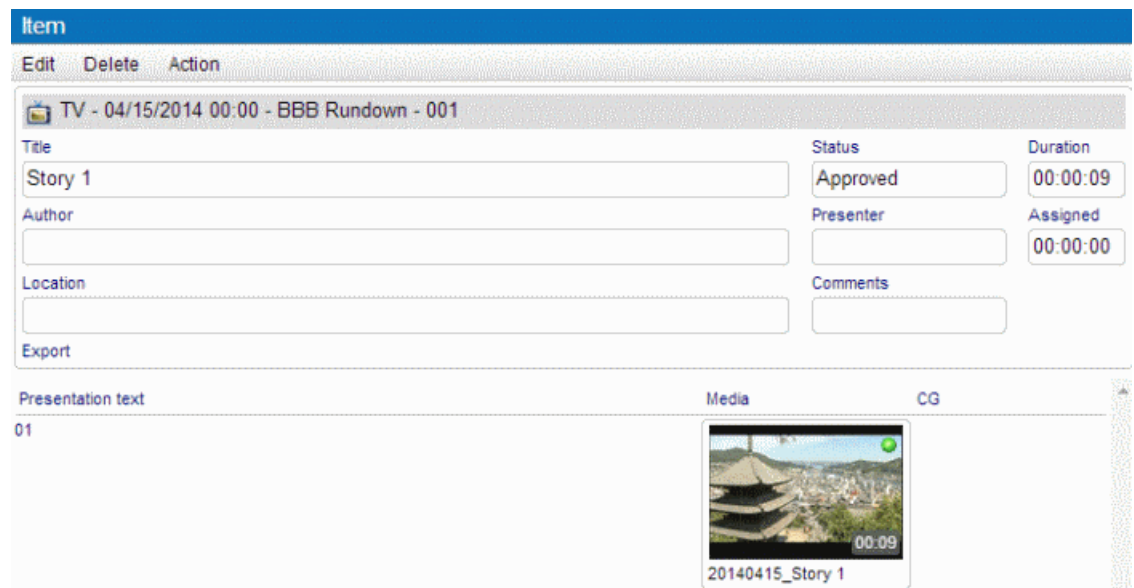 Item
Edit Delete Action
TV - 04/15/2014 00:00 - BBB Rundown - 001
Title Status Duration
Story 1 Approved 00:00:09
Author Presenter Assigned
00:00:00
Location Comments
Export
Presentation text Media CG
01
00:09
20140415_Story 1